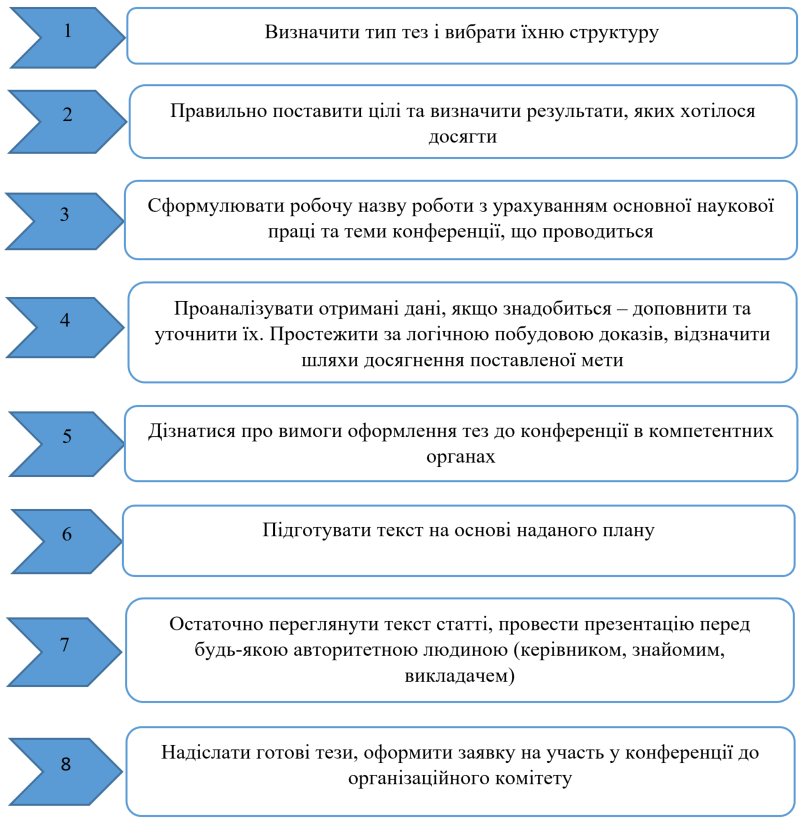 1
Визначити тип тез і вибрати їхню структуру
2
Правильно поставити цілі та визначити результати, яких хотілося
досягти
3
Сформулювати робочу назву роботи з урахуванням основної наукової
праці та теми конференції, що проводиться
4
Проаналізувати отримані дані, якщо знадобиться – доповнити та
уточнити їх. Простежити за логічною побудовою доказів, відзначити
шляхи досягнення поставленої мети
5
Дізнатися про вимоги оформлення тез до конференції в компетентних
органах
6
Підготувати текст на основі наданого плану
7
Остаточно переглянути текст статті, провести презентацію перед
будь-якою авторитетною людиною (керівником, знайомим,
викладачем)
8
Надіслати готові тези, оформити заявку на участь у конференції до
організаційного комітету